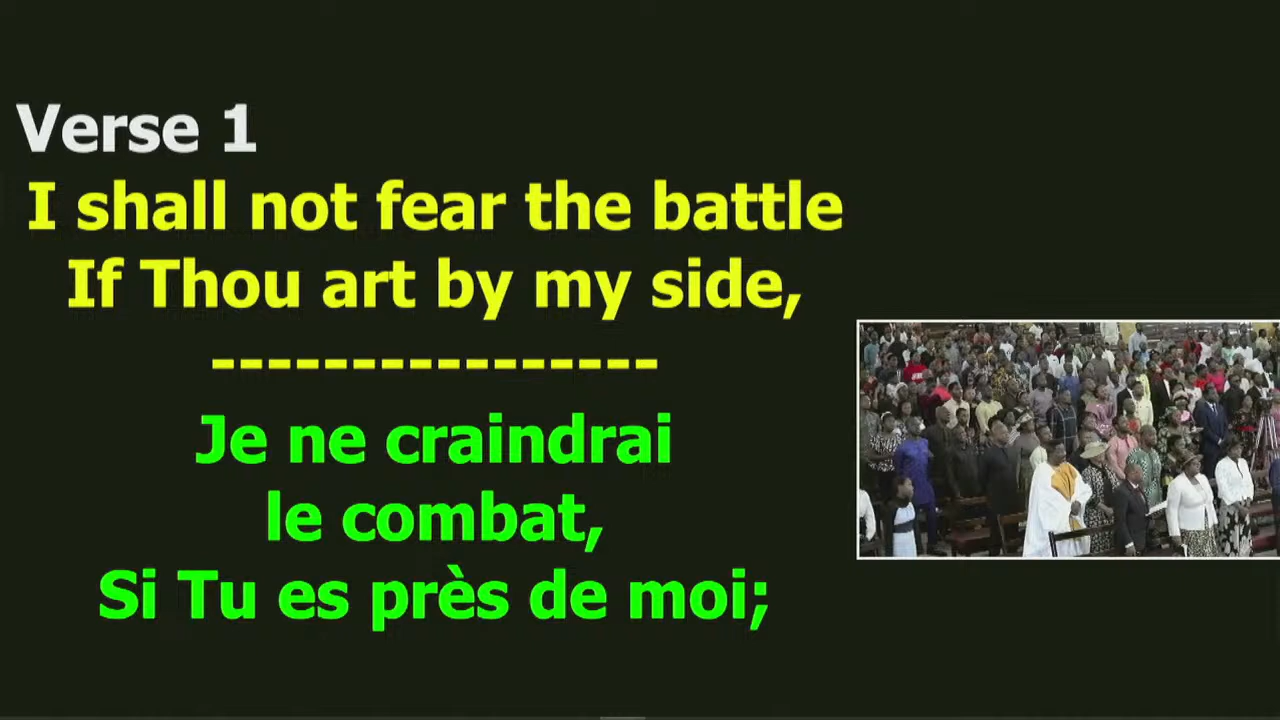 Verse 1
I shall not fear the battle
If Thou art by my side,
----------------
Je ne craindrai
le combat,
Si Tu es près de moi;